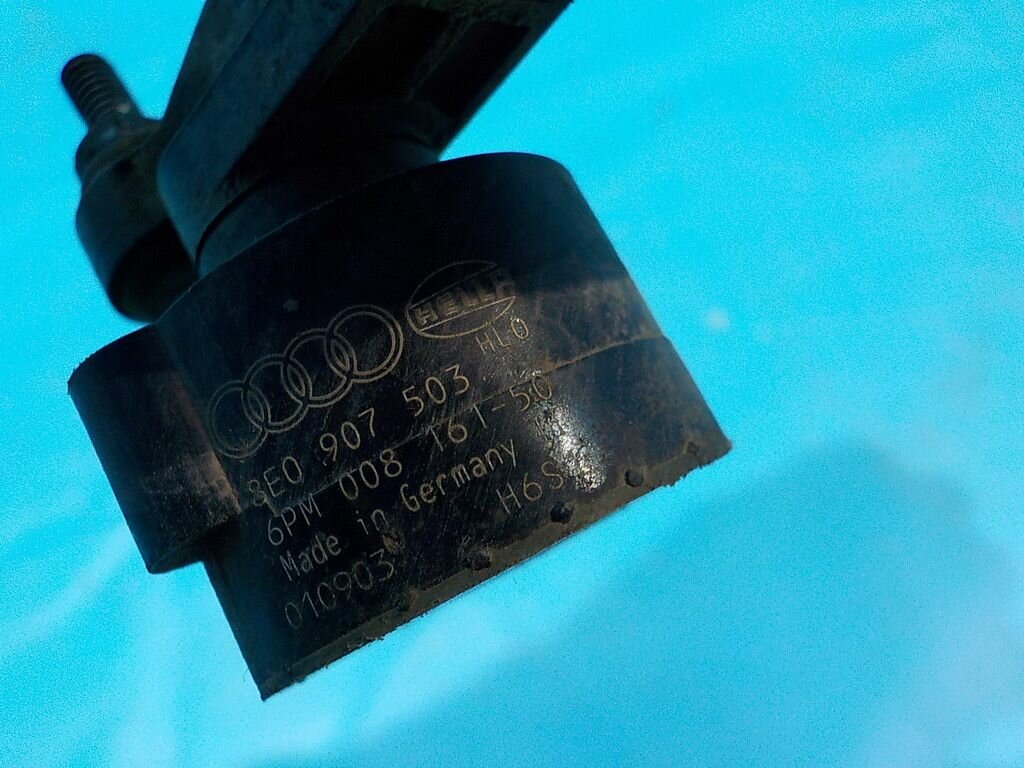 HELLA
HLO
8E0 907 503
6PM 008 161-50
Made in Germany
H6S
010903